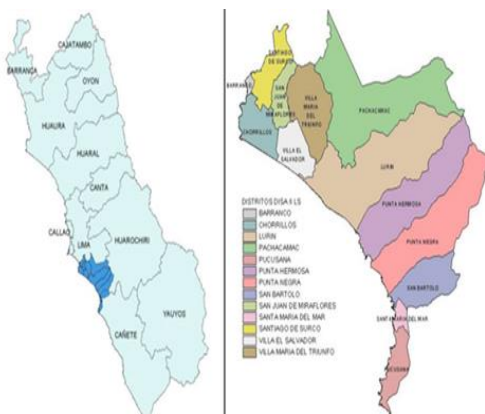 CAJATAMBO
BARRANCA
OYON
HUAURA
HUARAL
CANTA
CALLAO
LIMA
HUAROCHIRI
YAUYOS
CAÑETE
SANTIAGO
DE SURCO
BARRANCO
SAN
JUAN
DE
MIRAFLORES
VILLA
MARIA
DEL
TRIUNFO
PACHACAMAC
CHORRILLOS
VILLA EL
SALVADOR
LURIN
PUNTA HERMOSA
PUNTA NEGRA
SAN BARTOLO
SANTA MARIA DEL MAR
PUCUSANA
DISTRITOS DISA II LS
BARRANCO
CHORRILLOS
LURIN
PACHACAMAC
PUCUSANA
PUNTA HERMOSA
PUNTA NEGRA
SAN BARTOLO
SAN JUAN DE MIRAFLORES
SANTA MARIA DEL MAR
SANTIAGO DE SURCO
VILLA EL SALVADOR
VILLA MARIA DEL TRIUNFO